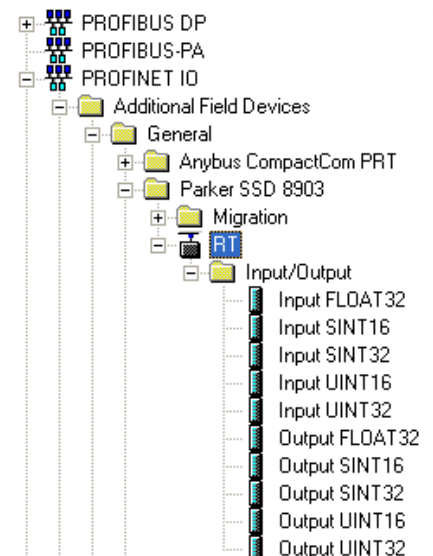 PROFIBUS DP
PROFIBUS-PA
PROFINET IO
Additional Field Devices
General
Anybus CompactCom PRT
Parker SSD 8903
Migration
RT
Input/Output
Input FLOAT32
Input SINT16
Input SINT32
Input UINT16
Input UINT32
Output FLOAT32
Output SINT16
Output SINT32
Output UINT16
Output UINT32